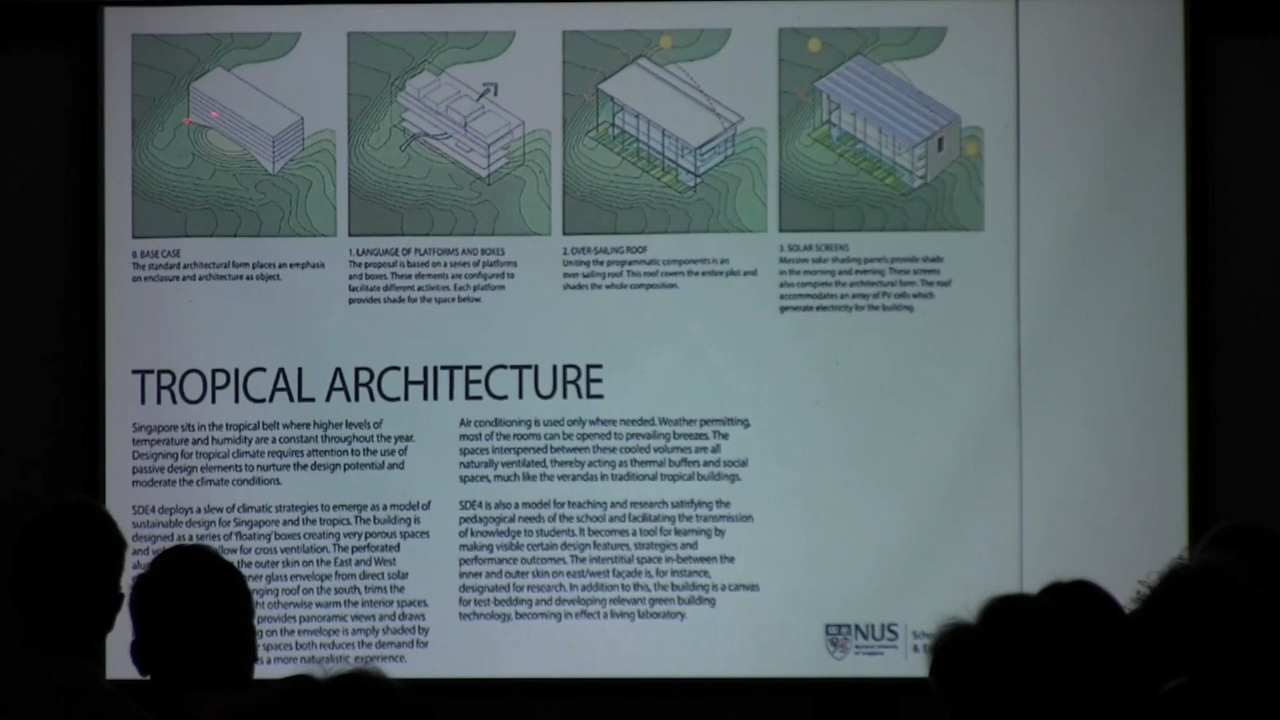 0. BASE CASE
The standard architectural form places an emphasis
on enclosure and architecture as object.
1. LANGUAGE OF PLATFORMS AND BOXES
The proposal is based on a series of platforms
and boxes. These elements are configured to
facilitate different activities. Each platform
provides shade for the space below.
2. OVER-SAILING ROOF
Uniting the programmatic components is an
over-sailing roof. This roof covers the entire plot and
shades the whole composition.
3. SOLAR SCREENS
Massive solar shading panels provide shade
in the morning and evening. These screens
also complete the architectural form. The roof
accommodates an array of PV cells which
generate electricity for the building.
TROPICAL ARCHITECTURE
Singapore sits in the tropical belt where higher levels of
temperature and humidity are a constant throughout the year.
Designing for tropical climate requires attention to the use of
passive design elements to nurture the design potential and
moderate the climate conditions.
SDE4 deploys a slew of climatic strategies to emerge as a model of
sustainable design for Singapore and the tropics. The building is
designed as a series of 'floating' boxes creating very porous spaces
and allow for cross ventilation. The perforated
the outer skin on the East and West
glass envelope from direct solar
roof on the south, trims the
otherwise warm the interior spaces.
provides panoramic views and draws
on the envelope is amply shaded by
spaces both reduces the demand for
a more naturalistic experience.
Air conditioning is used only where needed. Weather permitting,
most of the rooms can be opened to prevailing breezes. The
spaces interspersed between these cooled volumes are all
naturally ventilated, thereby acting as thermal buffers and social
spaces, much like the verandas in traditional tropical buildings.
SDE4 is also a model for teaching and research satisfying the
pedagogical needs of the school and facilitating the transmission
of knowledge to students. It becomes a tool for learning by
making visible certain design features, strategies and
performance outcomes. The interstitial space in-between the
inner and outer skin on east/west façade is, for instance,
designated for research. In addition to this, the building is a canvas
for test-bedding and developing relevant green building
technology, becoming in effect a living laboratory.
NUS
National University
of Singapore
&